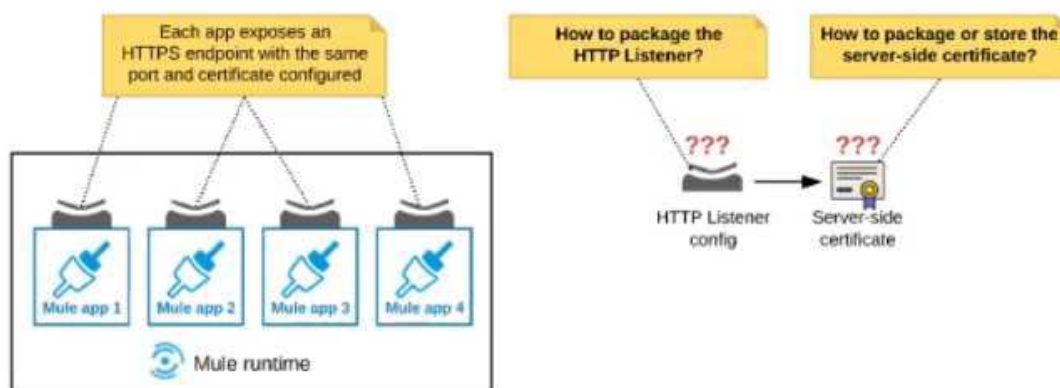 Each app exposes an
HTTPS endpoint with the same
port and certificate configured
How to package the
HTTP Listener?
How to package or store the
server-side certificate?
???
???
HTTP Listener
config
Server-side
certificate
Mule app 1
Mule app 2
Mule app 3
Mule app 4
Mule runtime